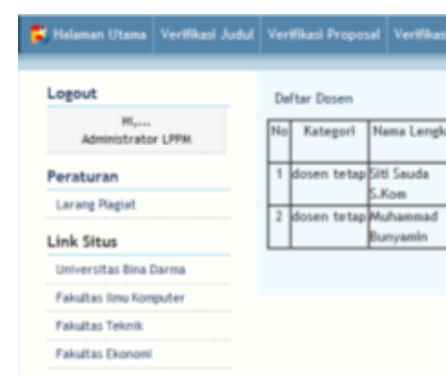 Halaman Utama Verifikasi Judul Verifikasi Proposal Verifikasi
Logout
Hi,...
Administrator LPPM
Peraturan
Larang Plagiat
Link Situs
Universitas Bina Darma
Fakultas Ilmu Komputer
Fakultas Teknik
Fakultas Ekonomi
Daftar Dosen
No Kategori Nama Lengk
1 dosen tetap Siti Sauda
S.Kom
2 dosen tetap Muhammad
Bunyamin